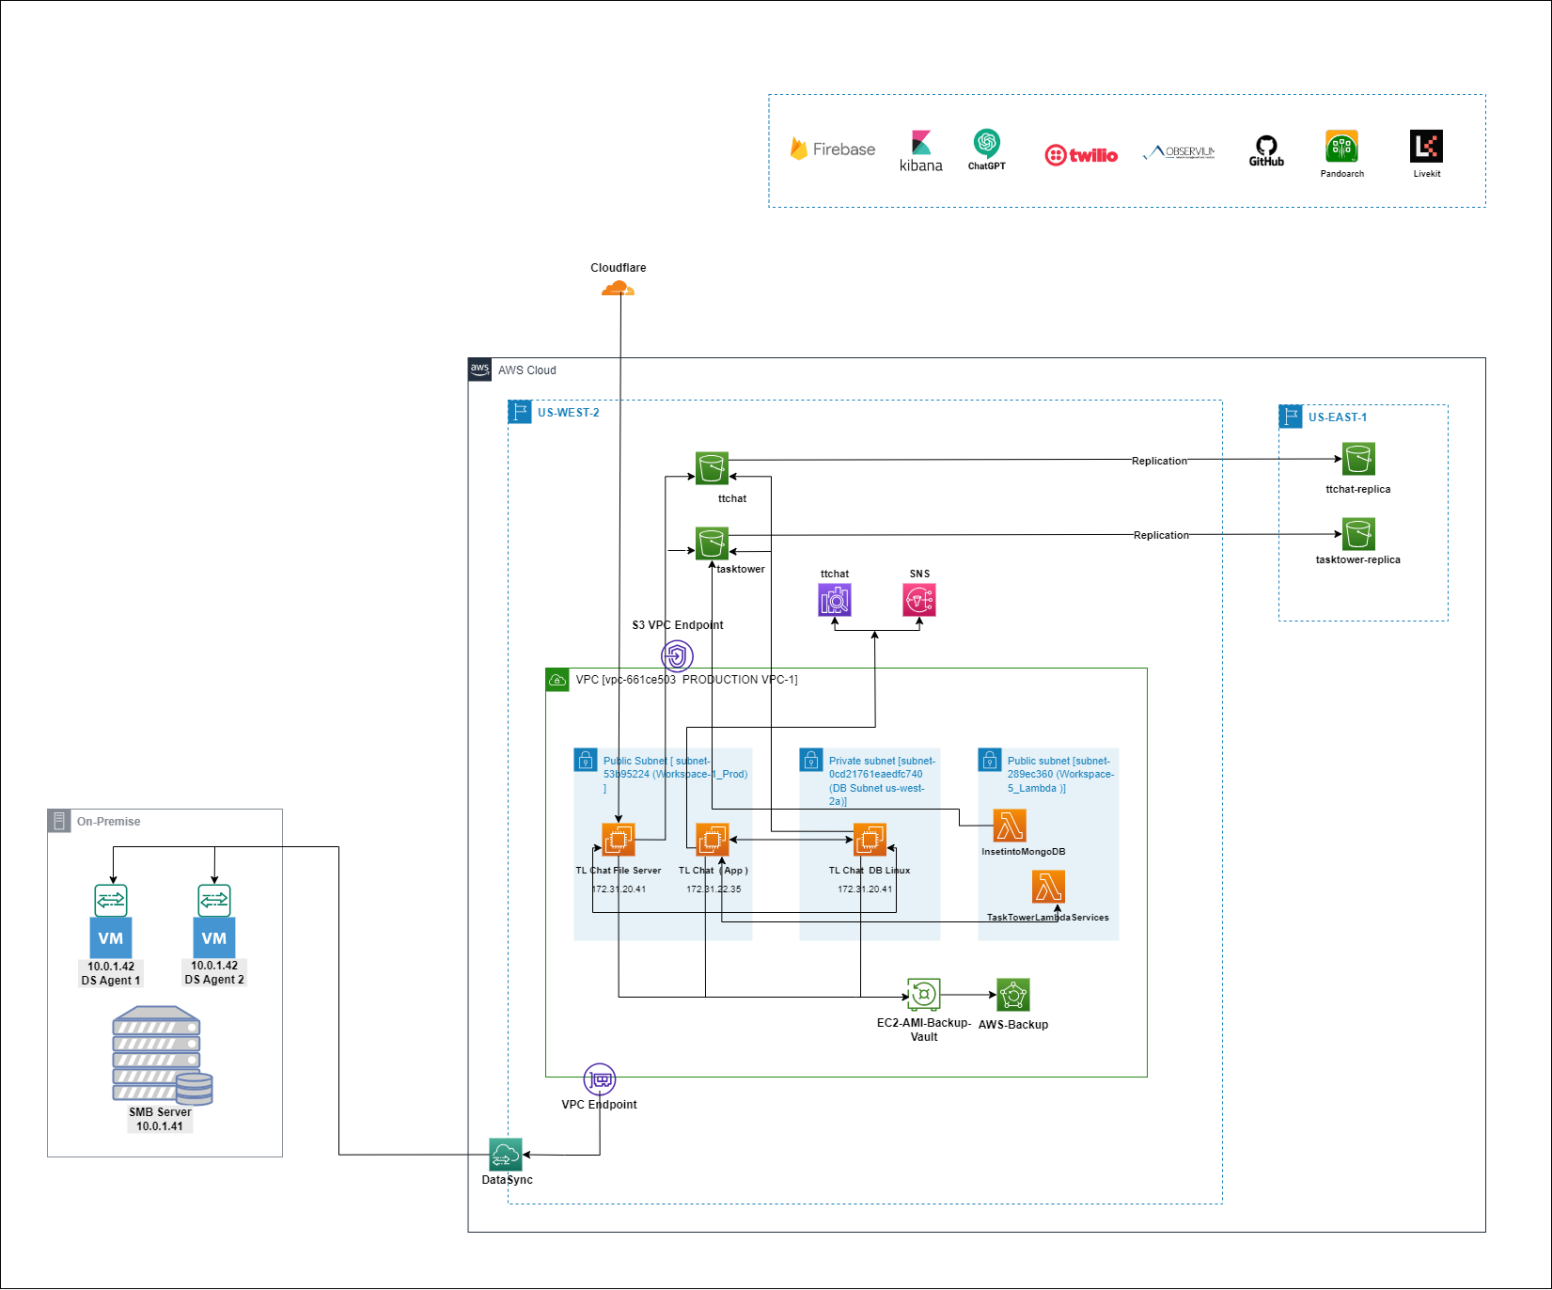 Firebase
kibana
ChatGPT
twilio
OBSERVIUM
GitHub
Pandoarch
Livekit
Cloudflare
aws
AWS Cloud
US-WEST-2
US-EAST-1
Replication
ttchat
ttchat-replica
Replication
tasktower
tasktower-replica
ttchat
SNS
S3 VPC Endpoint
VPC [vpc-661ce503 PRODUCTION VPC-1]
Public Subnet [ subnet-
53b95224 (Workspace-1_Prod)
]
Private subnet [subnet-
0cd21761eaedfc740
(DB Subnet us-west-
2a)]
Public subnet [subnet-
289ec360 (Workspace-
5_Lambda )]
InsetintoMongoDB
TL Chat File Server
172.31.20.41
TL Chat ( App )
172.31.22.35
TL Chat DB Linux
172.31.20.41
TaskTowerLambdaServices
EC2-AMI-Backup-
Vault
AWS-Backup
VPC Endpoint
DataSync
On-Premise
VM
10.0.1.42
DS Agent 1
VM
10.0.1.42
DS Agent 2
SMB Server
10.0.1.41